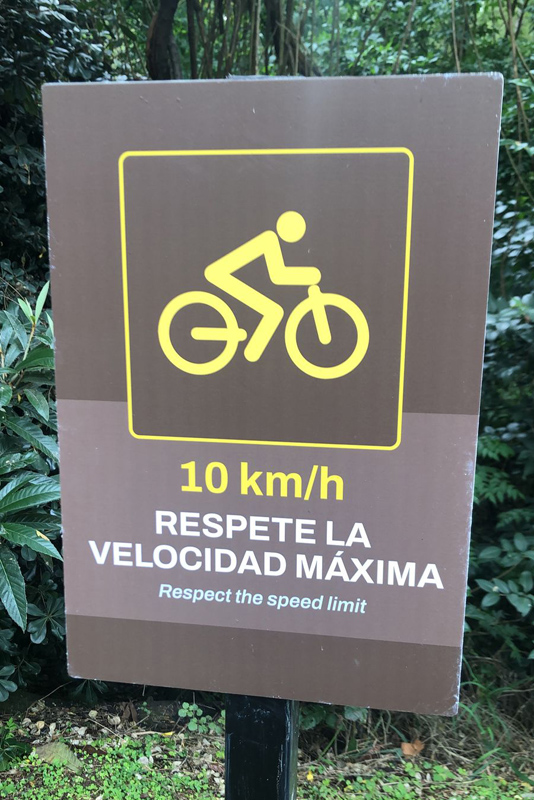 10 km/h
RESPETE LA
VELOCIDAD MÁXIMA
Respect the speed limit